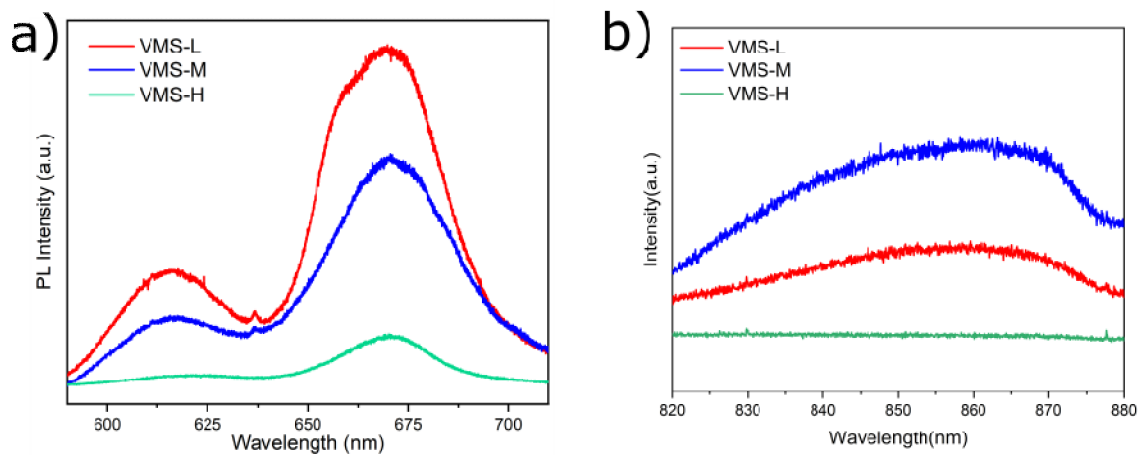 a)
VMS-L
VMS-M
VMS-H
PL Intensity (a.u.)
600 625 650 675 700
Wavelength (nm)
b)
VMS-L
VMS-M
VMS-H
Intensity(a.u.)
820 830 840 850 860 870 880
Wavelength(nm)